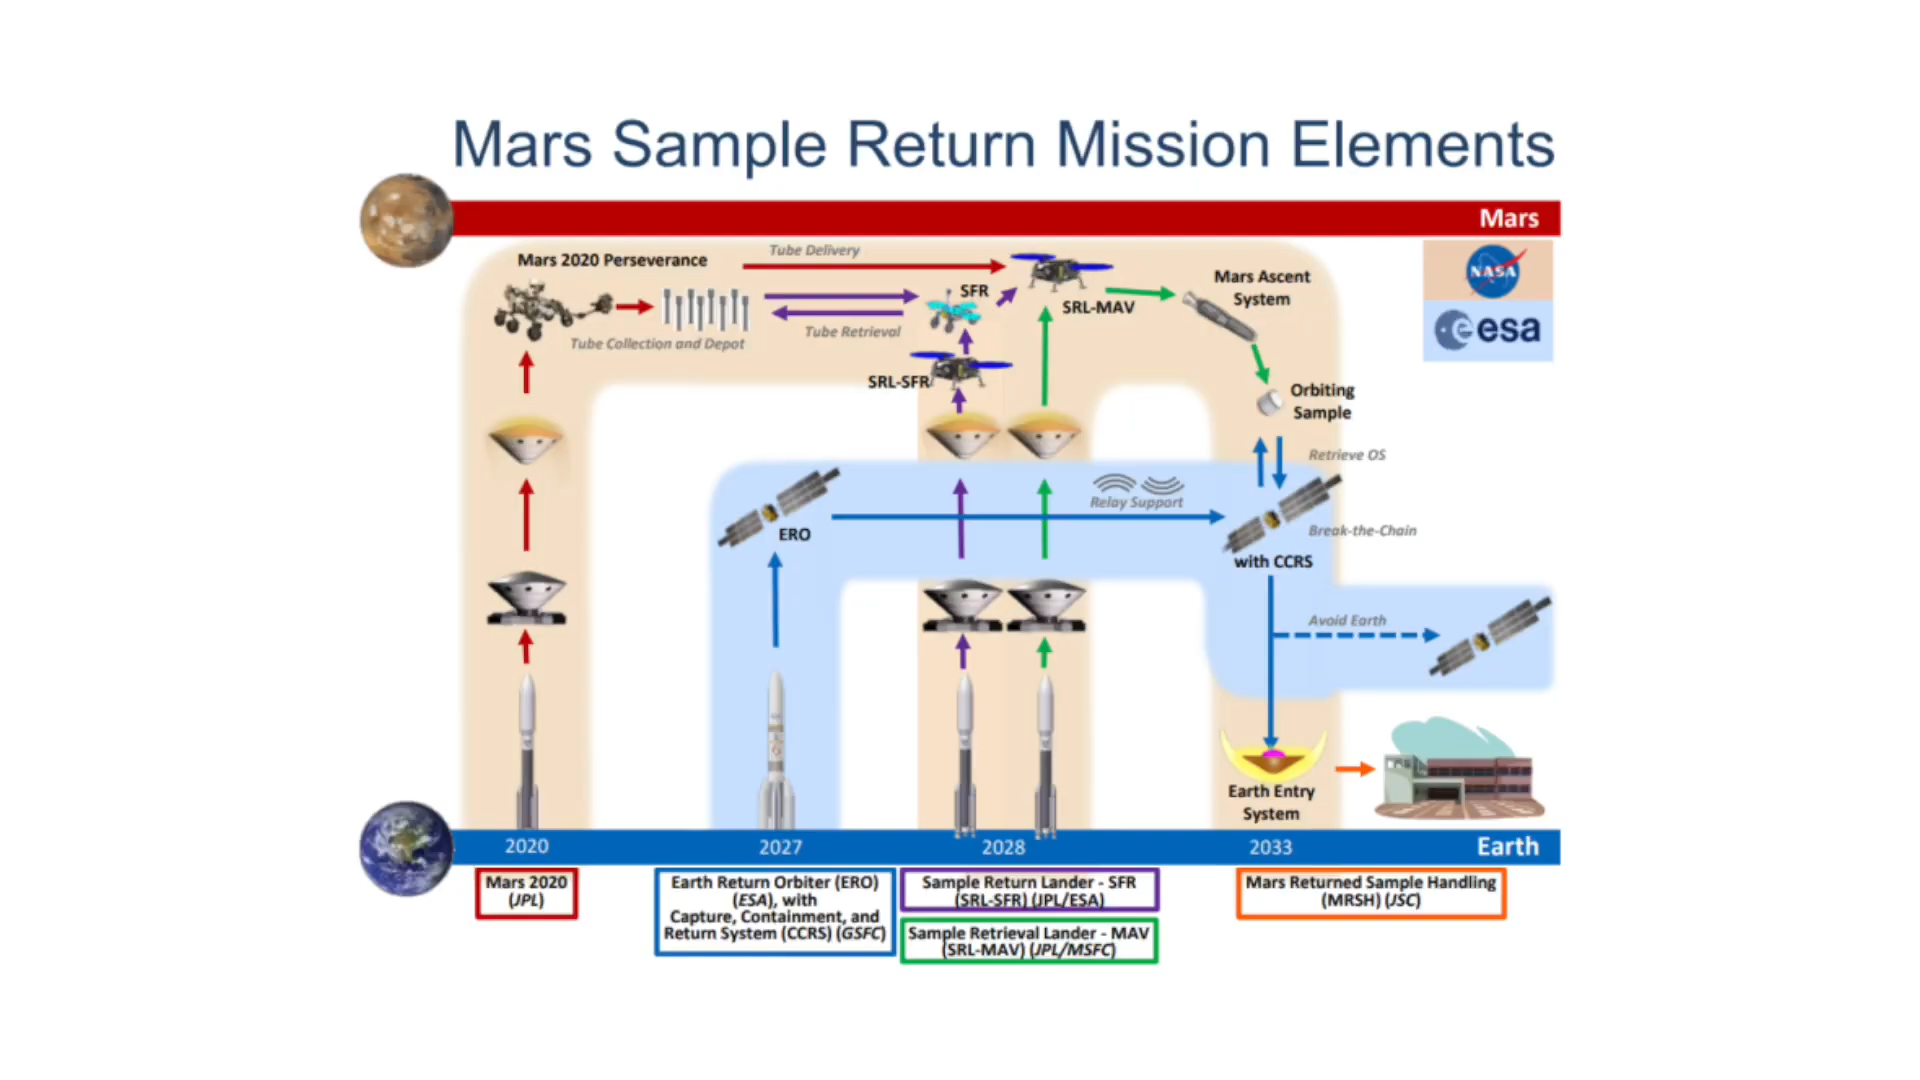 Mars Sample Return Mission Elements
Mars
Mars 2020 Perseverance
Tube Delivery
NASA
esa
Mars Ascent
System
SFR
SRL-MAV
Tube Retrieval
Tube Collection and Depot
SRL-SFR
Orbiting
Sample
Retrieve OS
Relay Support
ERO
Break-the-Chain
with CCRS
Avoid Earth
Earth Entry
System
2020
2027
2028
2033
Earth
Mars 2020
(JPL)
Earth Return Orbiter (ERO)
(ESA), with
Capture, Containment, and
Return System (CCRS) (GSFC)
Sample Return Lander - SFR
(SRL-SFR) (JPL/ESA)
Sample Retrieval Lander - MAV
(SRL-MAV) (JPL/MSFC)
Mars Returned Sample Handling
(MRSH) (JSC)